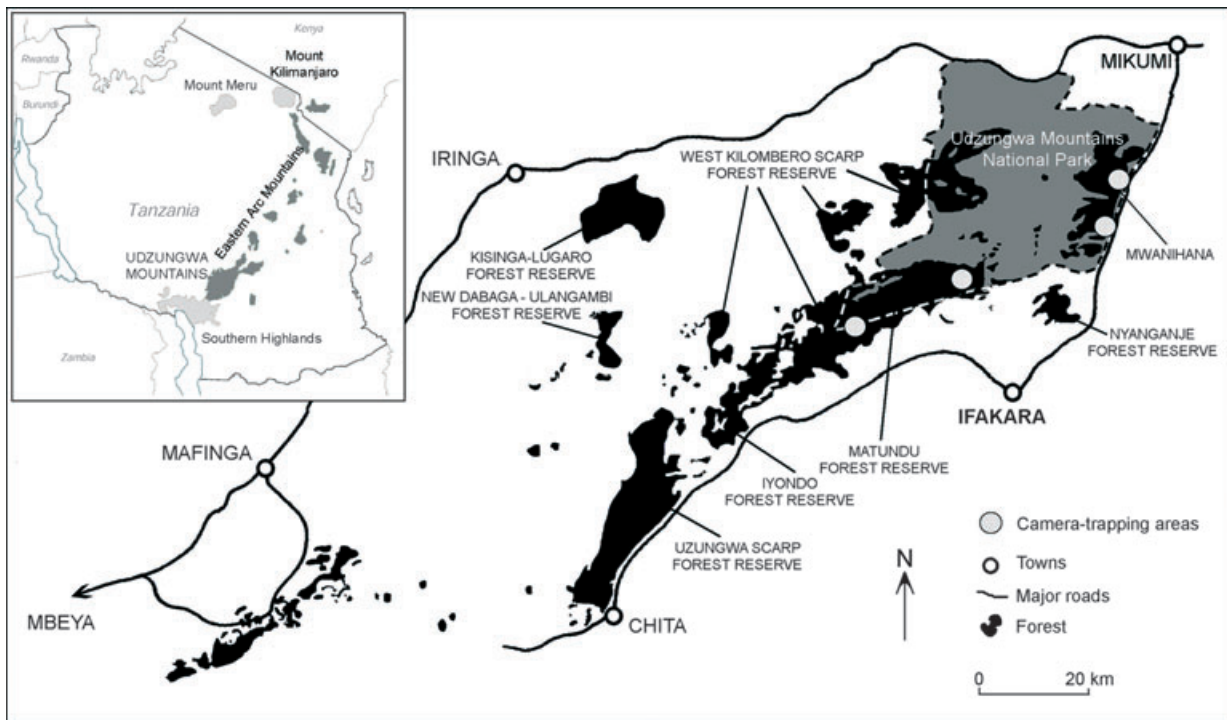 Kenya
Rwanda
Mount
Kilimanjaro
Mount Meru
Burundi
Eastern Arc Mountains
Tanzania
UDZUNGWA
MOUNTAINS
Southern Highlands
Zambia
MIKUMI
Udzungwa Mountains
National Park
IRINGA
WEST KILOMBERO SCARP
FOREST RESERVE
KISINGA-LUGARO
FOREST RESERVE
MWANIHANA
NEW DABAGA - ULANGAMBI
FOREST RESERVE
NYANGANJE
FOREST RESERVE
IFAKARA
MAFINGA
MATUNDU
FOREST RESERVE
IYONDO
FOREST RESERVE
UZUNGWA SCARP
FOREST RESERVE
MBEYA
CHITA
N
Camera-trapping areas
Towns
Major roads
Forest
0 20 km